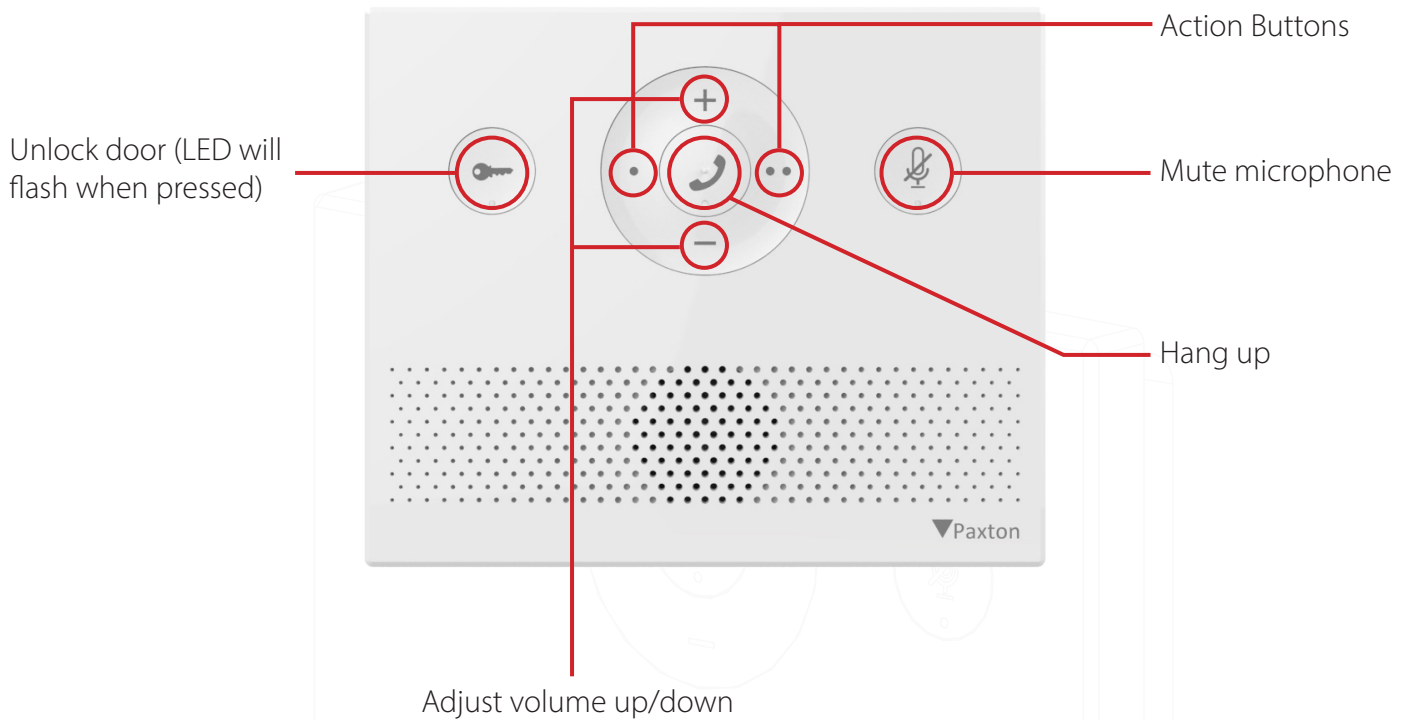 Action Buttons
Unlock door (LED will
flash when pressed)
Mute microphone
Hang up
Paxton
Adjust volume up/down